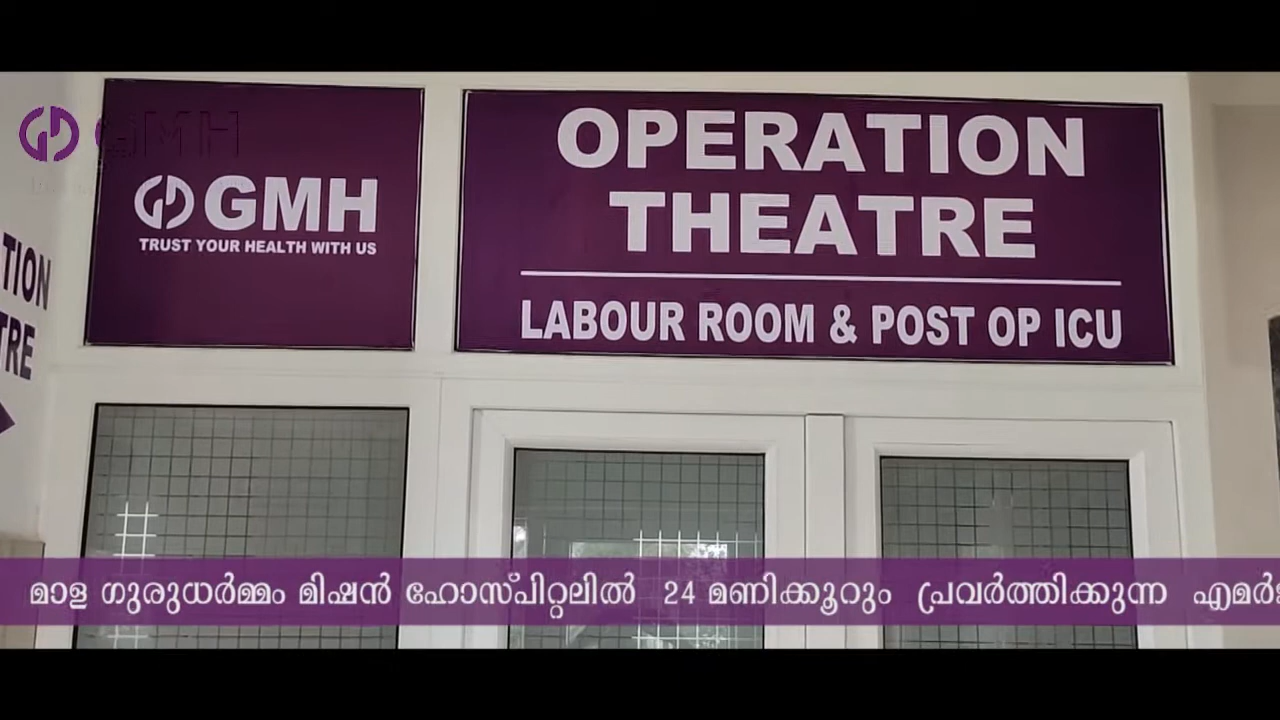 GMH
GMH
TRUST YOUR HEALTH WITH US
OPERATION
THEATRE
LABOUR ROOM & POST OP ICU
TION
TRE
മാള ഗുരുധർമ്മം മിഷൻ ഹോസ്പിറ്റലിൽ 24 മണിക്കൂറും പ്രവർത്തിക്കുന്ന